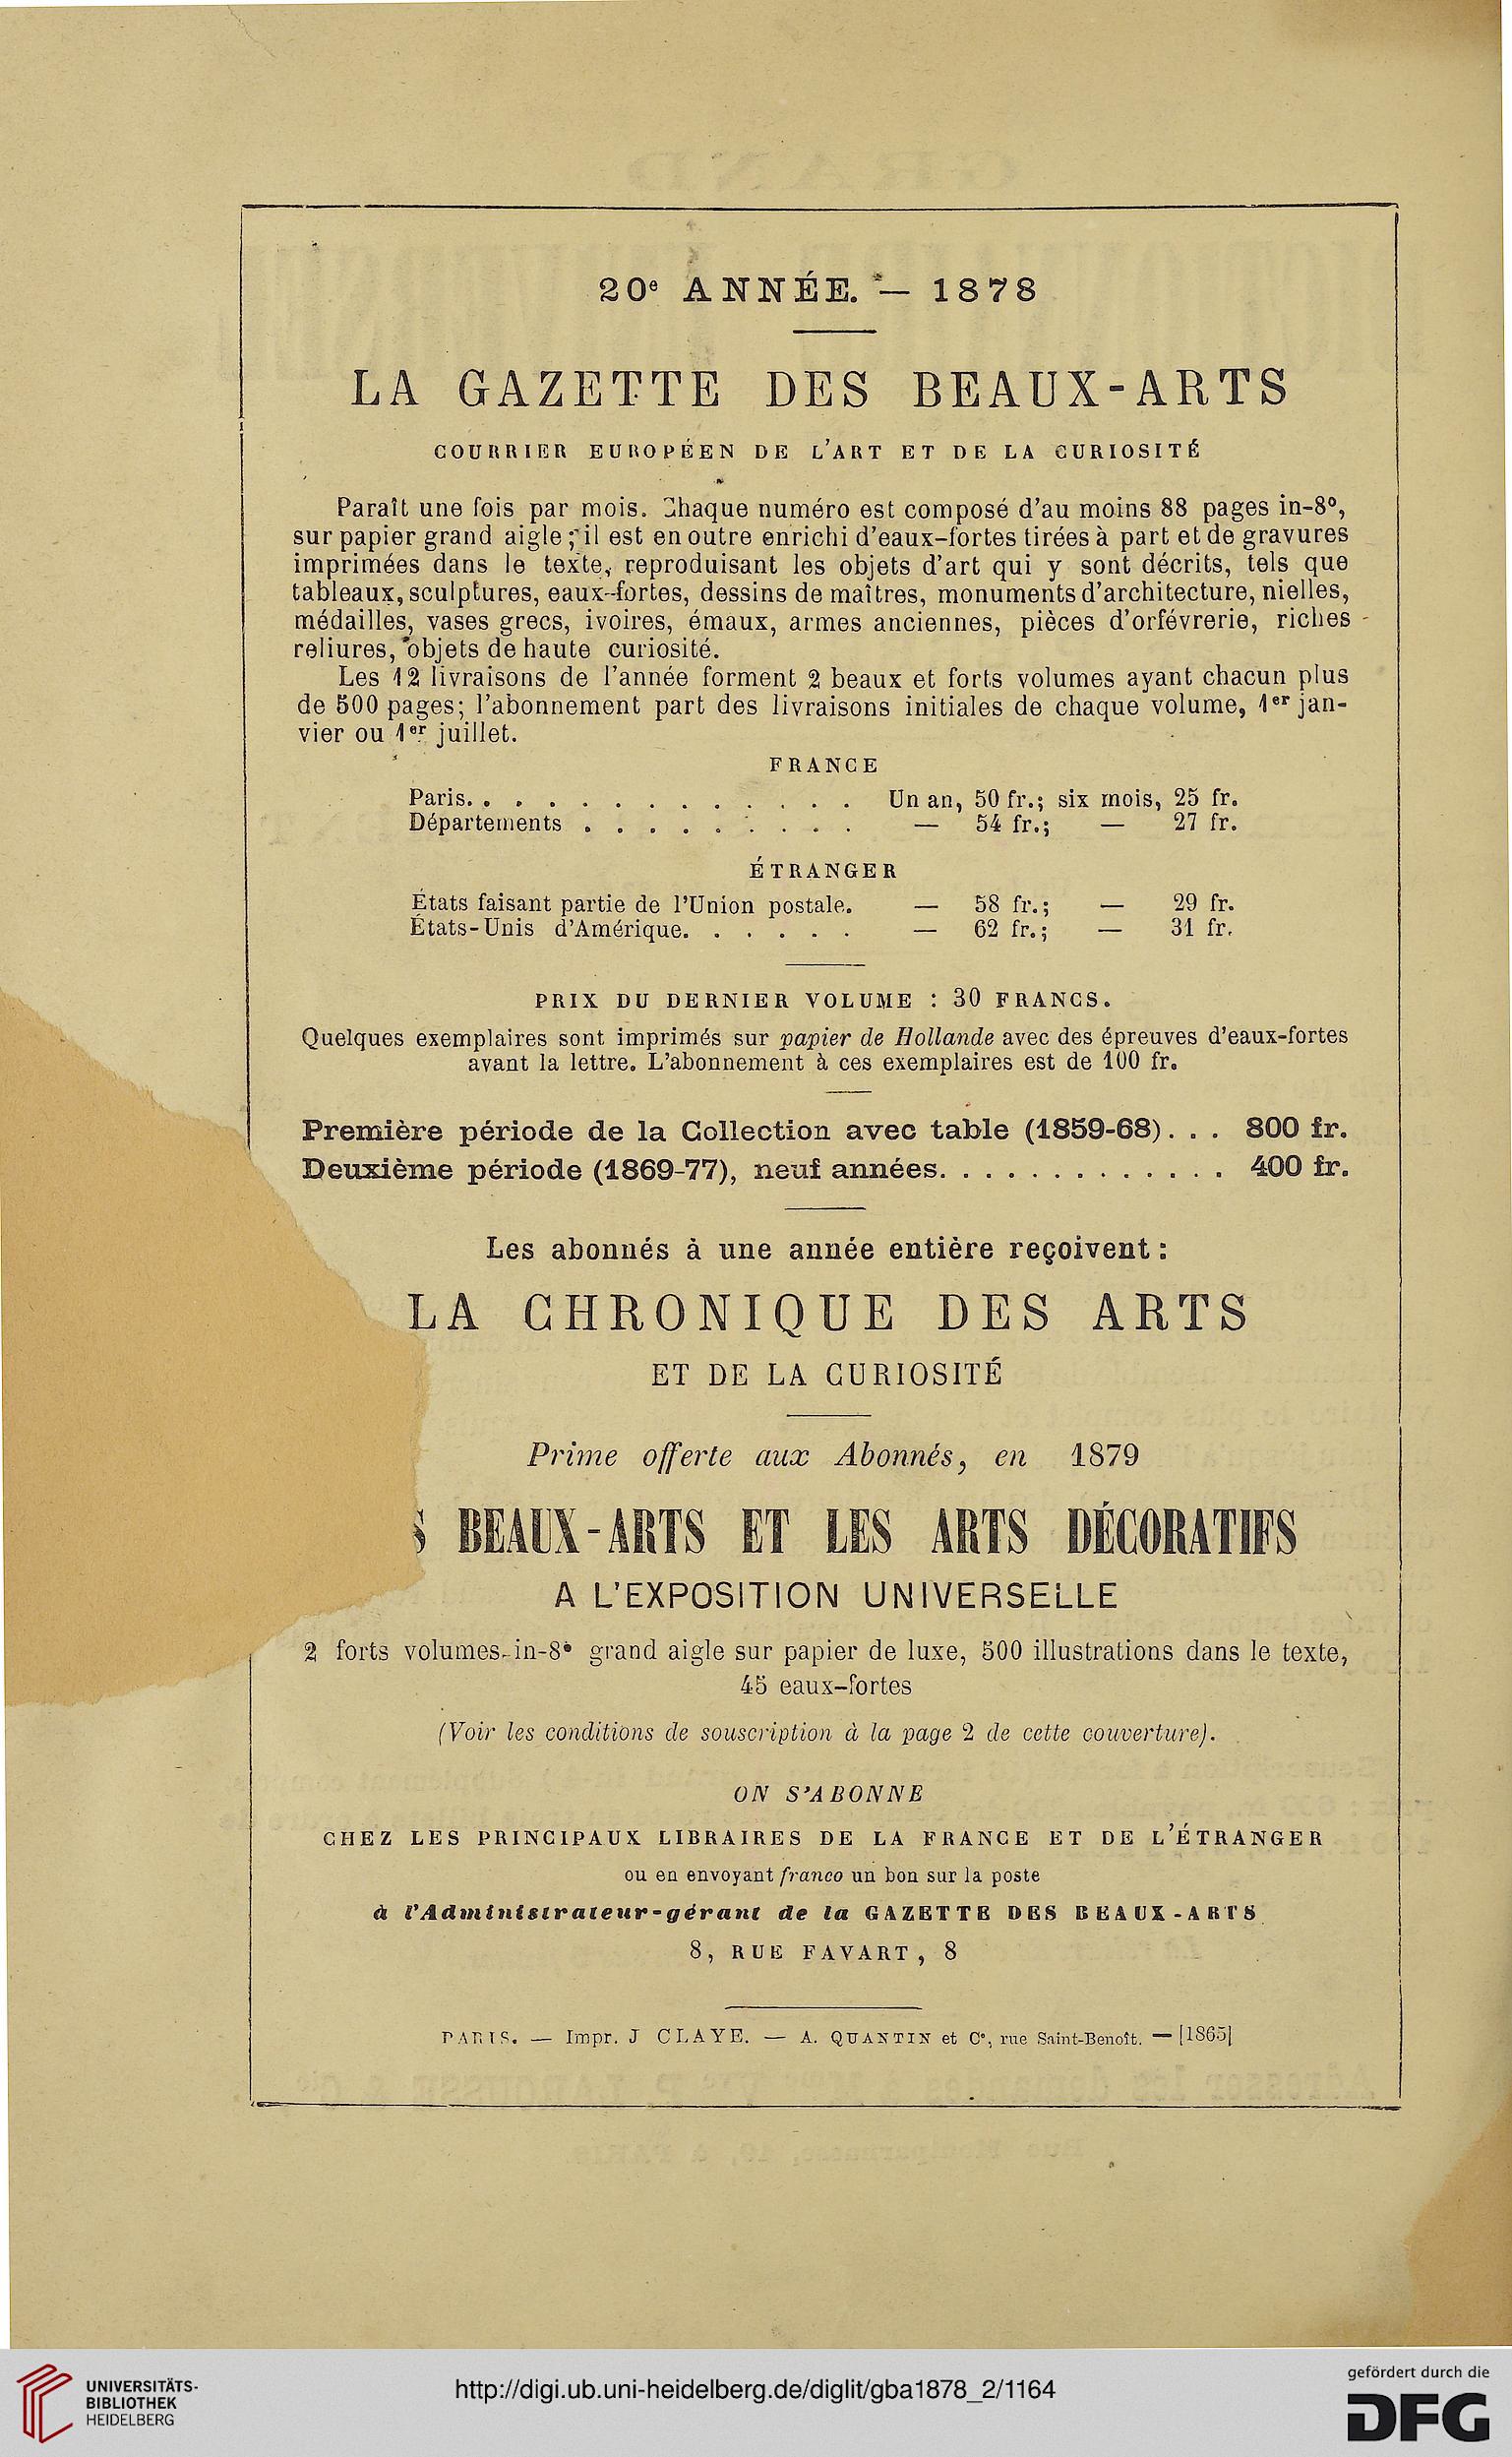 20e ANNÉE. — 1878
LA GAZETTE DES BEAUX-ARTS
COURRIER EUROPÉEN DE L'ART ET DE LA CURIOSITÉ
Paraît une fois par mois. Chaque numéro est composé d'au moins 88 pages in-8°,
sur papier grand aigle; il est en outre enrichi d'eaux-fortes tirées à part et de gravures
imprimées dans le texte, reproduisant les objets d'art qui y sont décrits, tels que
tableaux, sculptures, eaux-fortes, dessins de maîtres, monuments d'architecture, nielles,
médailles, vases grecs, ivoires, émaux, armes anciennes, pièces d'orfévrerie, riches
reliures, objets de haute curiosité.
Les 12 livraisons de l'année forment 2 beaux et forts volumes ayant chacun plus
de 500 pages; l'abonnement part des livraisons initiales de chaque volume, 1er jan-
vier ou 1er juillet.
FRANCE
Paris. . . . . . . . . . . . . Un an, 50 fr.; six mois, 25 fr.
Départements . . . . . . . . . — 54 fr.; — 27 fr.
ÉTRANGER
États faisant partie de l'Union postale. — 58 fr.; — 29 fr.
États-Unis d'Amérique. . . . . . — 62 fr.; — 31 fr.
PRIX DU DERNIER VOLUME : 30 FRANCS.
Quelques exemplaires sont imprimés sur papier de Hollande avec des épreuves d'eaux-fortes
avant la lettre. L'abonnement à ces exemplaires est de 100 fr.
Première période de la Collection avec table (1859-68). . . 800 fr.
Deuxième période (1869-77), neuf années. . . . . . . . . . . . . 400 fr.
Les abonnés à une année entière reçoivent :
LA CHRONIQUE DES ARTS
ET DE LA CURIOSITÉ
Prime offerte aux Abonnés, en 1879
S BEAUX-ARTS ET LES ARTS DÉCORATIFS
A L'EXPOSITION UNIVERSELLE
2 forts volumes in-8° grand aigle sur papier de luxe, 500 illustrations dans le texte,
45 eaux-fortes
(Voir les conditions de souscription à la page 2 de cette couverture).
ON S'ABONNE
CHEZ LES PRINCIPAUX LIBRAIRES DE LA FRANCE ET DE L'ÉTRANGER
ou en envoyant franco un bon sur la poste
à l'Administrateur-gérant de la GAZETTE DES BEAUX-ARTS
8, RUE FAVART, 8
PARIS. — Impr. J CLAYE. — A. QUANTIN et Ce, rue Saint-Benoît. — [1865]
UNIVERSITÄTS-
BIBLIOTHEK
HEIDELBERG
http://digi.ub.uni-heidelberg.de/diglit/gba1878_2/1164
gefördert durch die
DFG